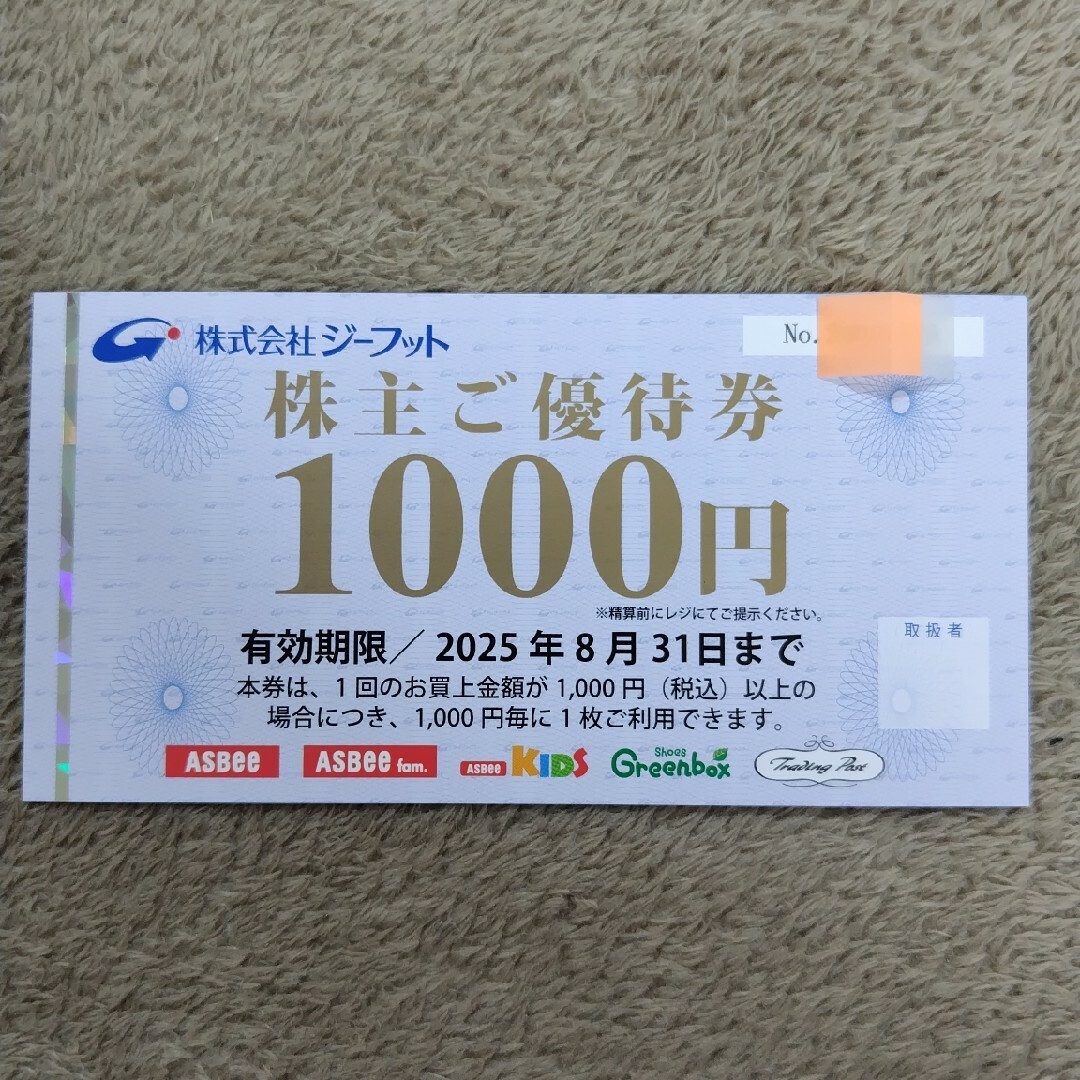 株式会社ジーフット
No.
株主ご優待券
1000円
※精算前にレジにてご提示ください。
有効期限／ 2025年8月31日まで
取扱者
本券は、1回のお買上金額が1,000円（税込）以上の
場合につき、1,000円毎に1枚ご利用できます。
ASBee
ASBee fam.
ASBee KIDS
Shoes
Greenbox
Trading Post